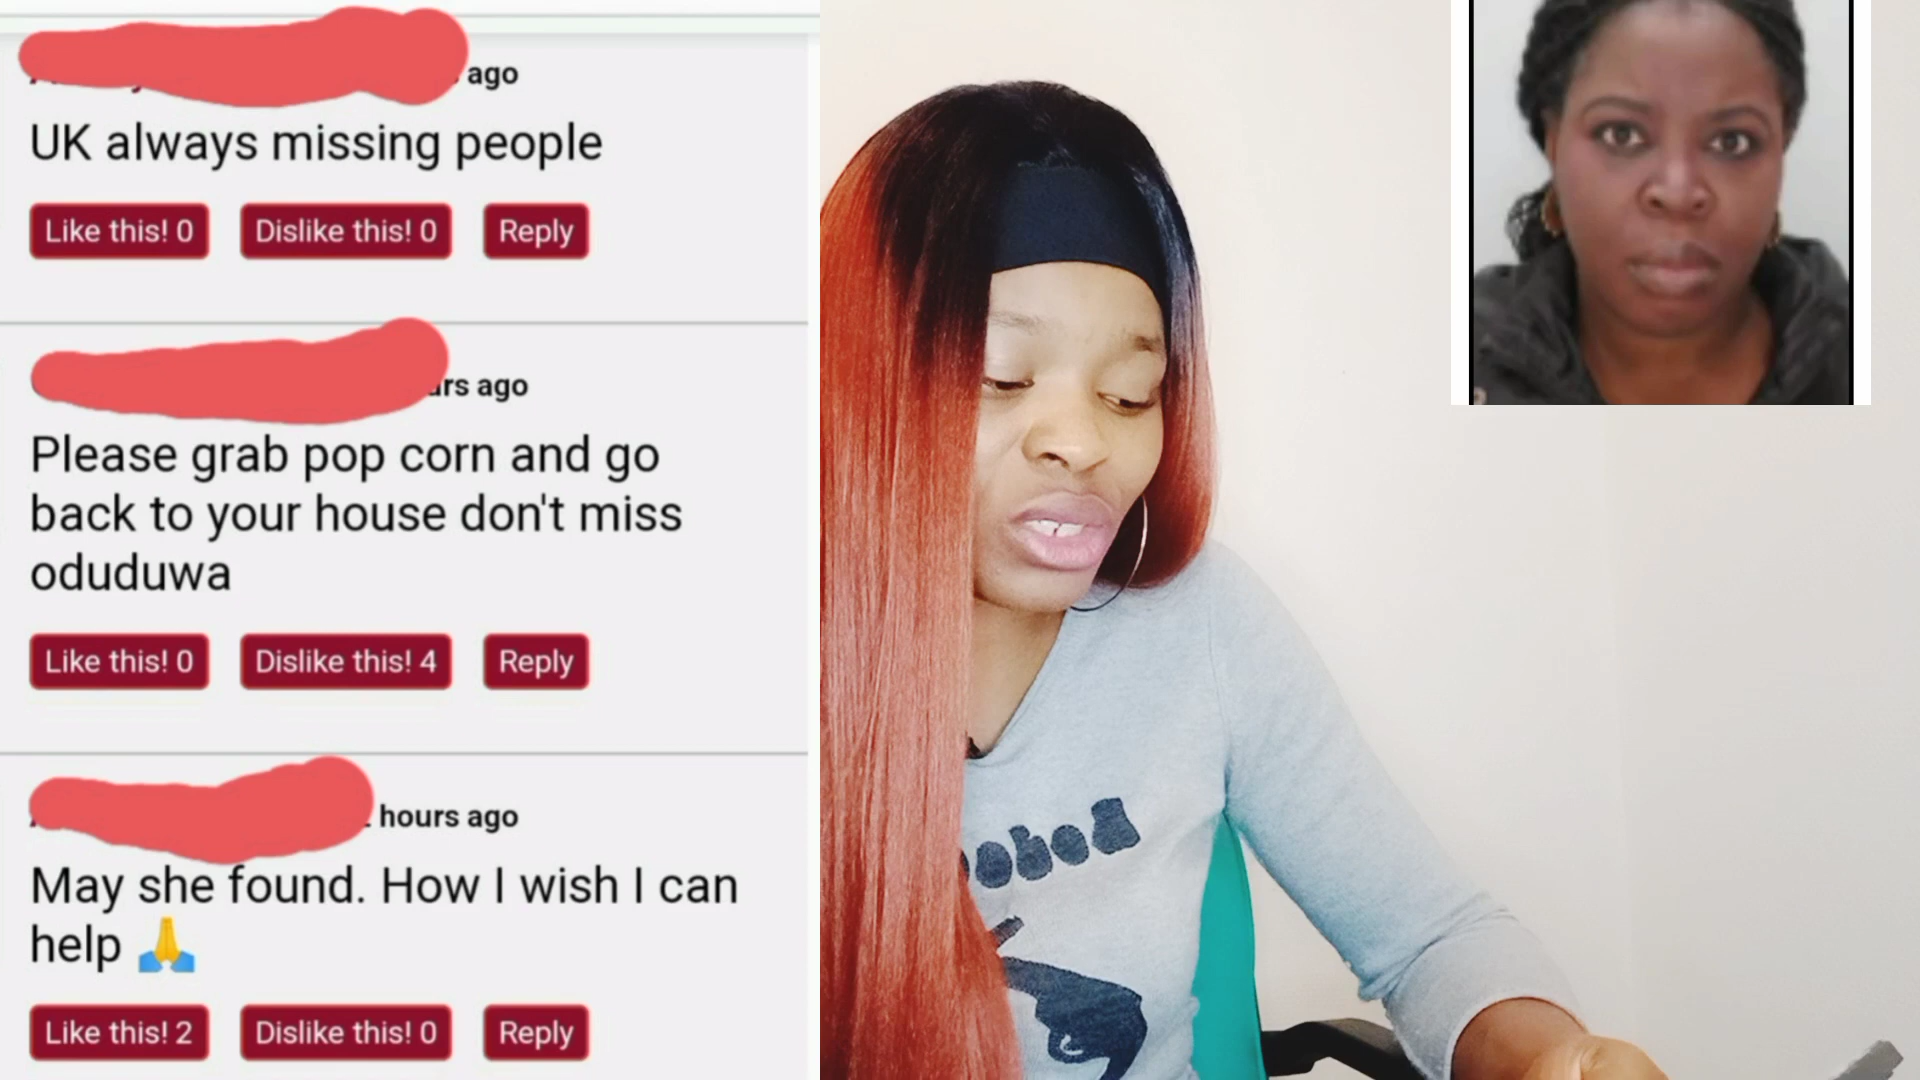 ago
UK always missing people
Like this! 0 Dislike this! 0 Reply
ago
Please grab pop corn and go
back to your house don't miss
oduduwa
Like this! 0 Dislike this! 4 Reply
hours ago
May she found. How I wish I can
help 🙏
Like this! 2 Dislike this! 0 Reply